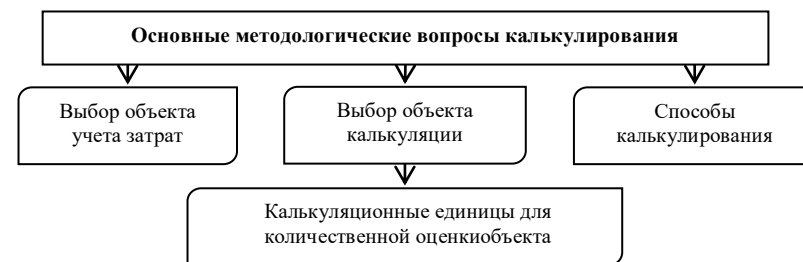 Основные методологические вопросы калькулирования
Выбор объекта
учета затрат
Выбор объекта
калькуляции
Способы
калькулирования
Калькуляционные единицы для
количественной оценкиобъекта